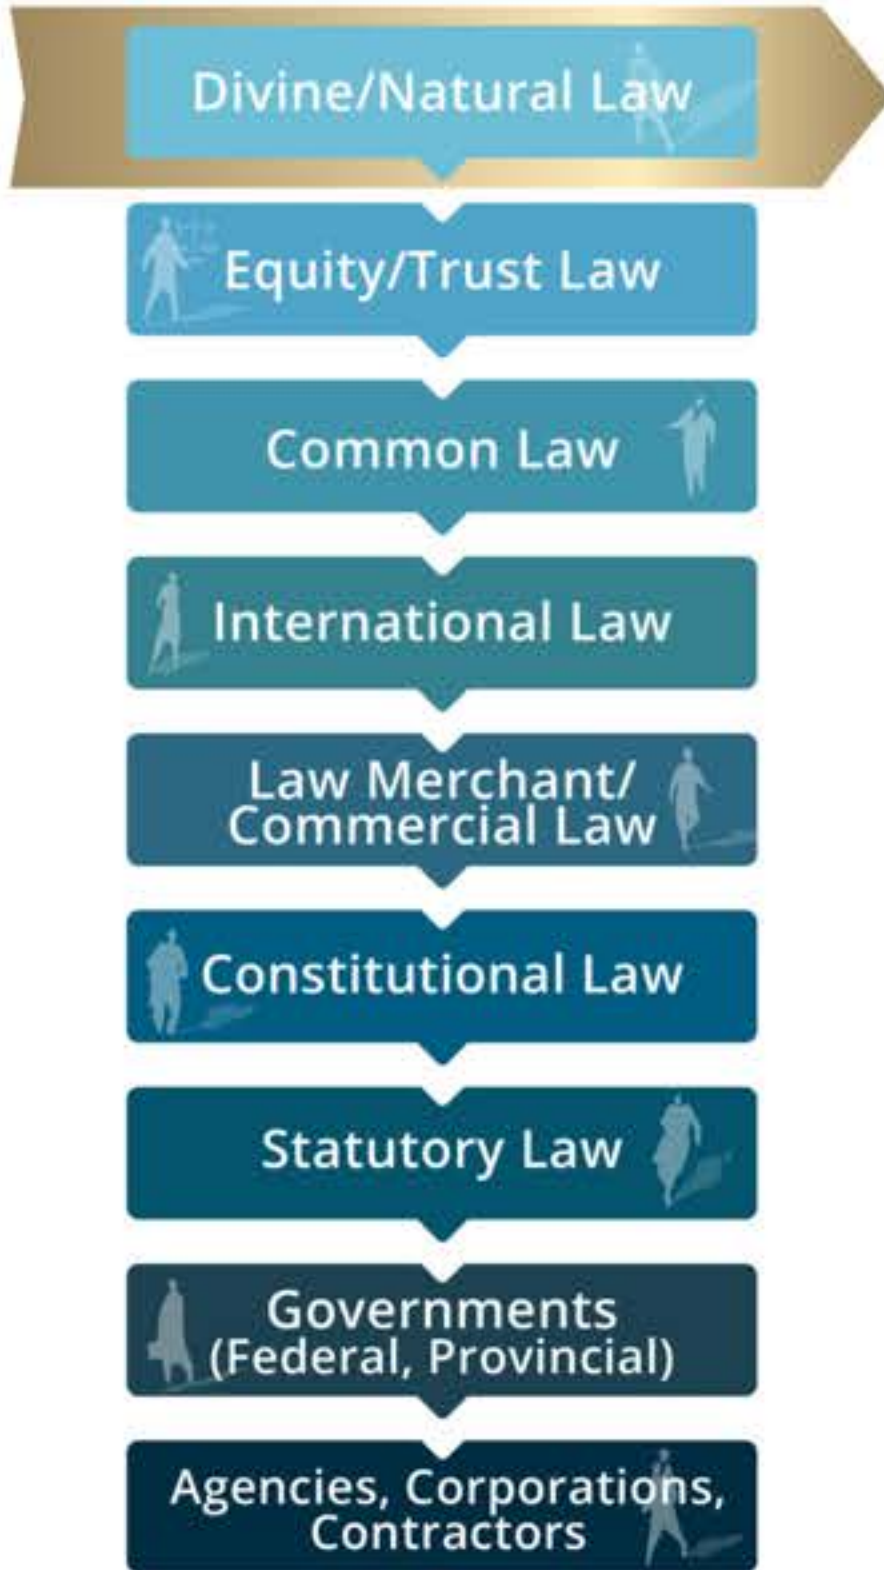 Divine/Natural Law
Equity/Trust Law
Common Law
International Law
Law Merchant/
Commercial Law
Constitutional Law
Statutory Law
Governments
(Federal, Provincial)
Agencies, Corporations,
Contractors